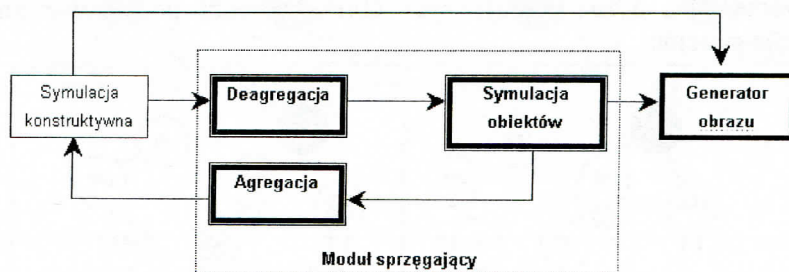 Symulacja
konstruktywna
Deagregacja
Symulacja
obiektów
Generator
obrazu
Agregacja
Moduł sprzęgający